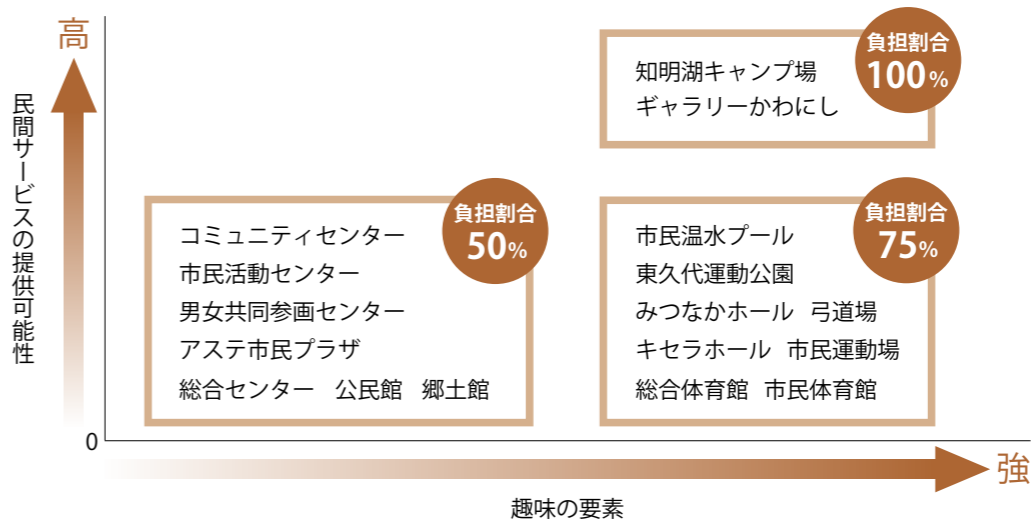 高
民間サービスの提供可能性
負担割合
100%
知明湖キャンプ場
ギャラリーかわにし
負担割合
50%
コミュニティセンター
市民活動センター
男女共同参画センター
アステ市民プラザ
総合センター 公民館 郷土館
負担割合
75%
市民温水プール
東久代運動公園
みつなかホール 弓道場
キセラホール 市民運動場
総合体育館 市民体育館
0
強
趣味の要素